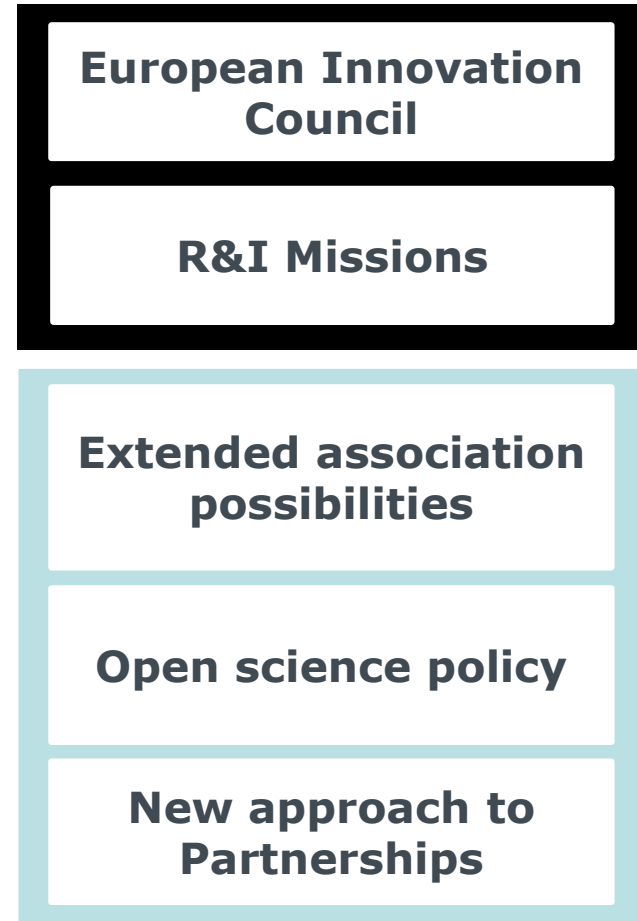 European Innovation
Council
R&I Missions
Extended association
possibilities
Open science policy
New approach to
Partnerships